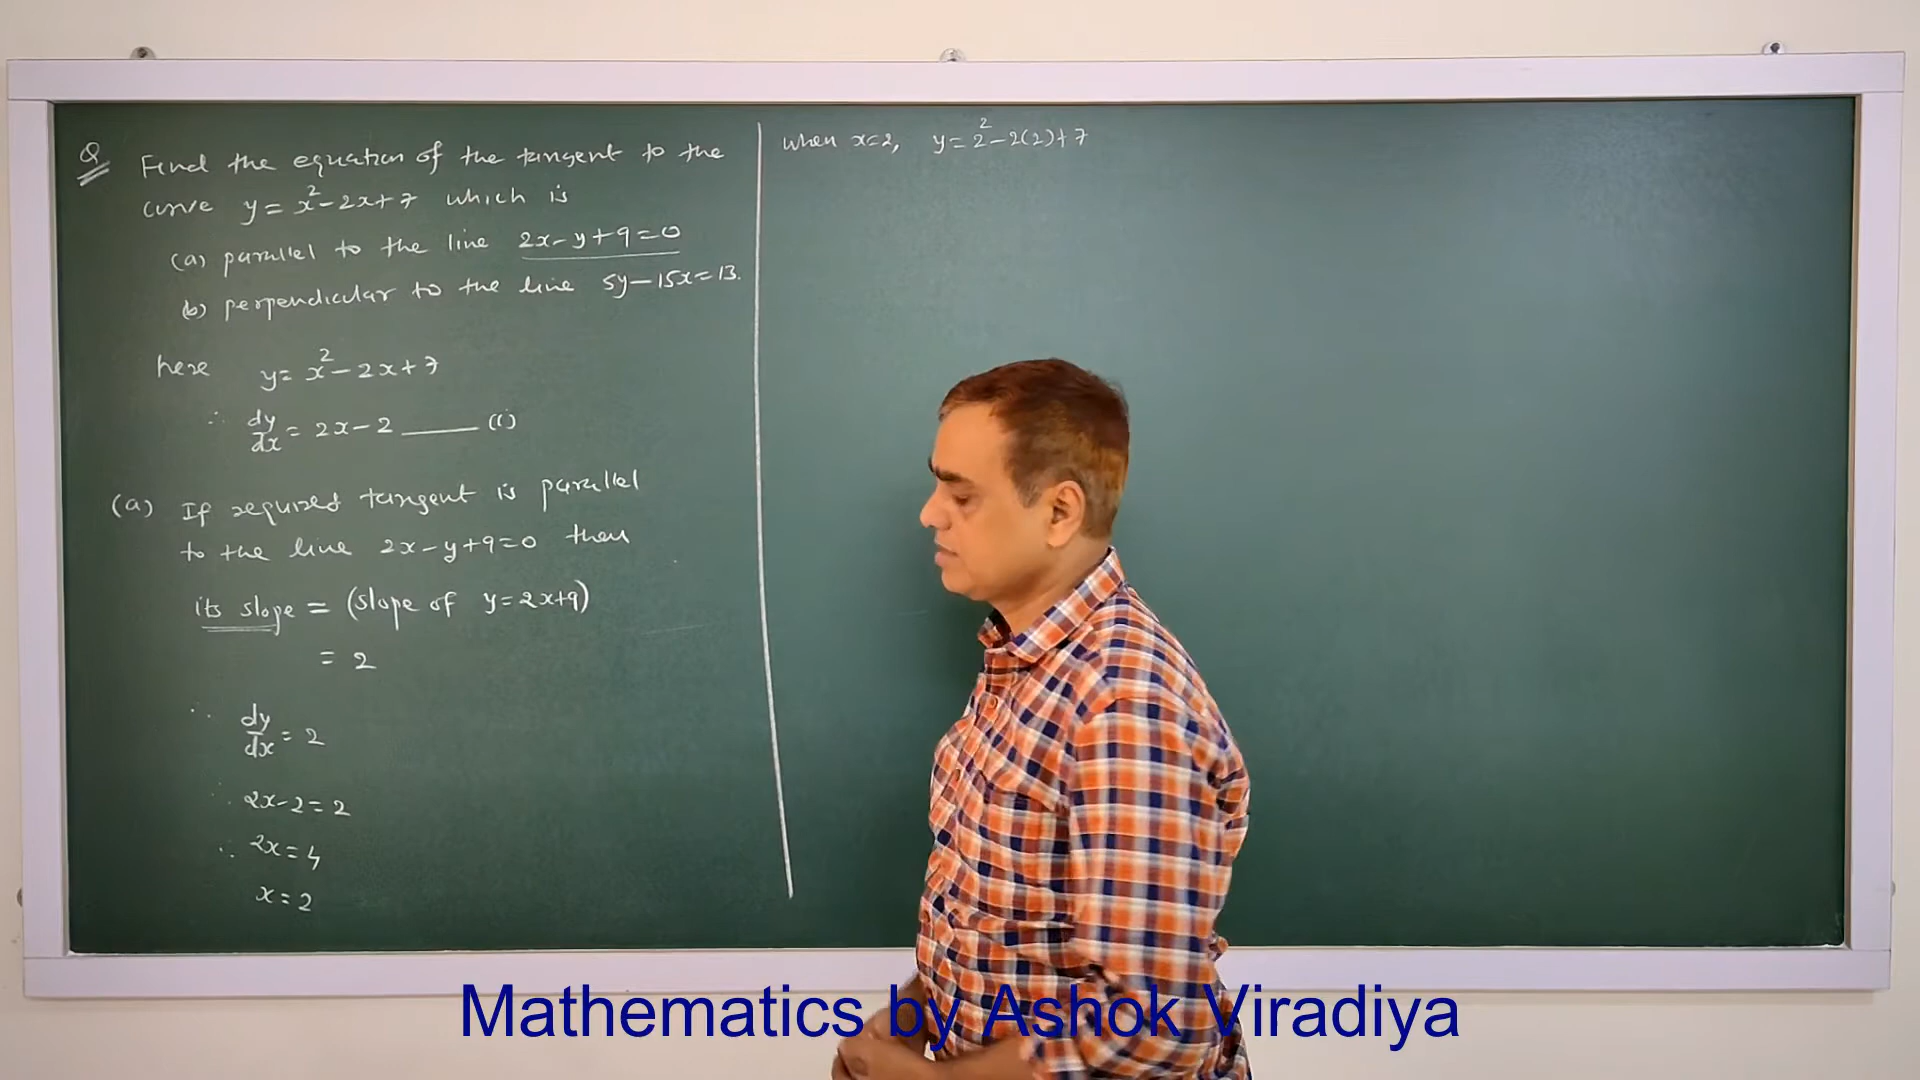 Q Find the equation of the tangent to the
curve y = x² - 2x + 7 which is
(a) parallel to the line 2x - y + 9 = 0
(b) perpendicular to the line 5y - 15x = 13.
here y = x² - 2x + 7
∴ dy/dx = 2x - 2 ——— (i)
(a) If required tangent is parallel
to the line 2x - y + 9 = 0 then
its slope = (slope of y = 2x + 9)
= 2
∴ dy/dx = 2
∴ 2x - 2 = 2
∴ 2x = 4
x = 2
when x = 2, y = 2² - 2(2) + 7
Mathematics by Ashok Viradiya